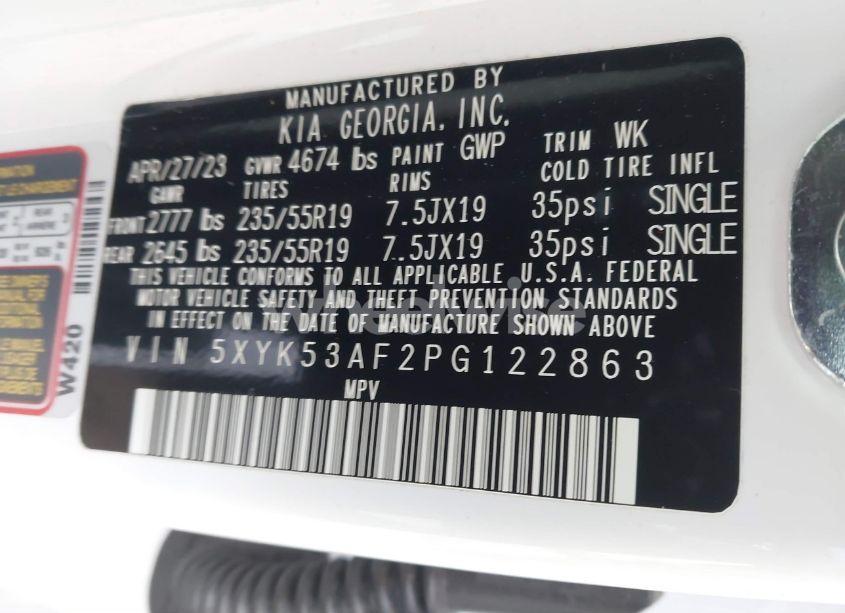 MANUFACTURED BY
KIA GEORGIA, INC.
APR/27/23 GVWR 4674 lbs PAINT GWP TRIM WK
GAWR TIRES RIMS COLD TIRE INFL
FRONT 2777 lbs 235/55R19 7.5JX19 35psi SINGLE
REAR 2645 lbs 235/55R19 7.5JX19 35psi SINGLE
THIS VEHICLE CONFORMS TO ALL APPLICABLE U.S.A. FEDERAL
MOTOR VEHICLE SAFETY AND THEFT PREVENTION STANDARDS
IN EFFECT ON THE DATE OF MANUFACTURE SHOWN ABOVE
VIN 5XYK53AF2PG122863
MPV
W420
REAR